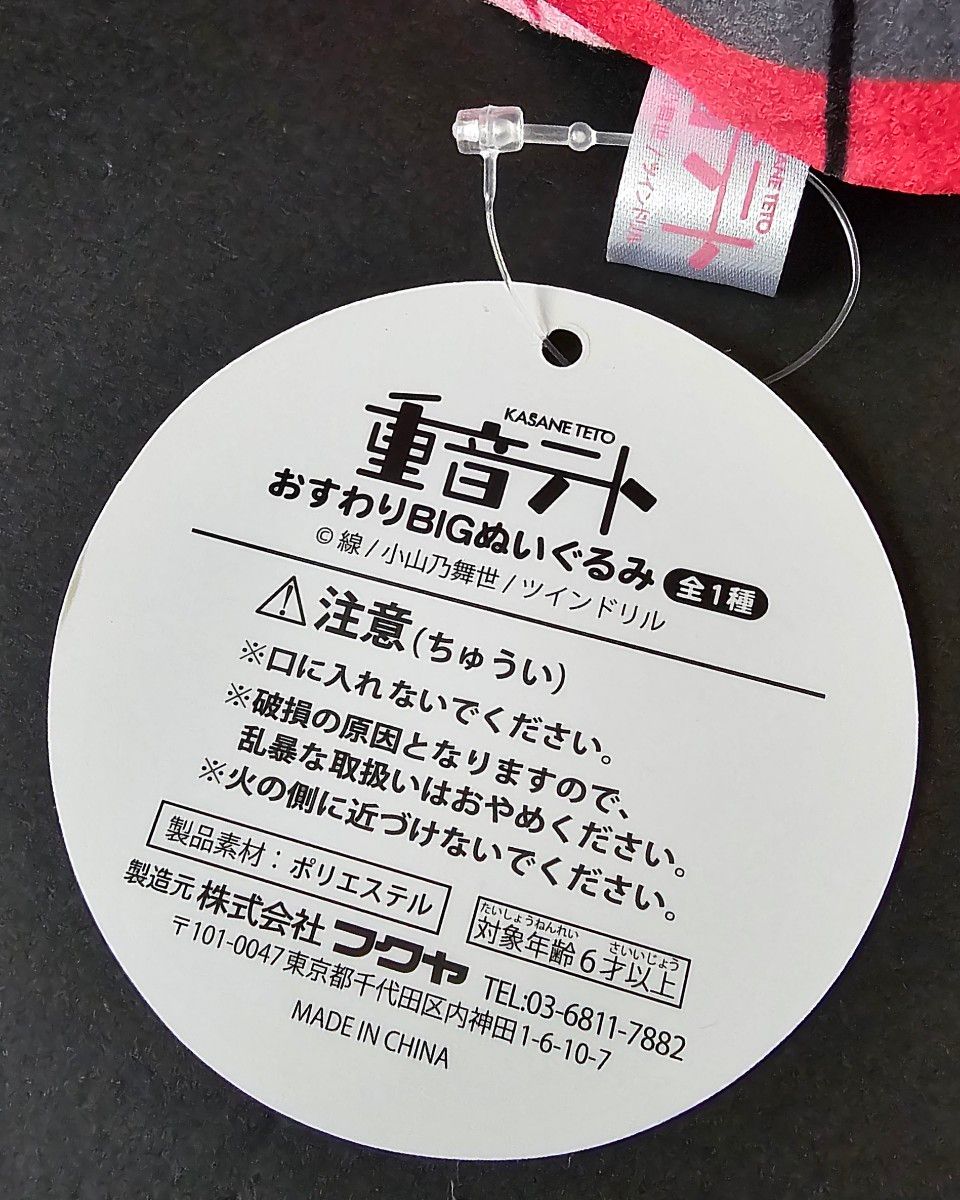 KASANE TETO
重音テト
おすわりBIGぬいぐるみ 全1種
© 線 / 小山乃舞世 / ツインドリル
⚠ 注意(ちゅうい)
※口に入れないでください。
※破損の原因となりますので、
乱暴な取扱いはおやめください。
※火の側に近づけないでください。
製品素材：ポリエステル
たいしょうねんれい さいいじょう
対象年齢6才以上
製造元 株式会社 フクヤ TEL:03-6811-7882
〒101-0047 東京都千代田区内神田1-6-10-7
MADE IN CHINA